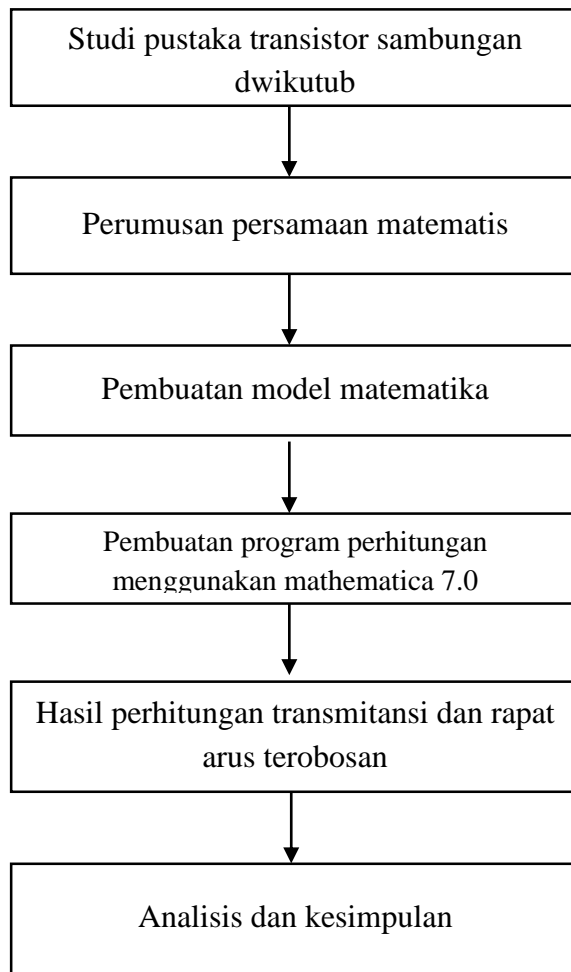 Studi pustaka transistor sambungan
dwikutub
Perumusan persamaan matematis
Pembuatan model matematika
Pembuatan program perhitungan
menggunakan mathematica 7.0
Hasil perhitungan transmitansi dan rapat
arus terobosan
Analisis dan kesimpulan